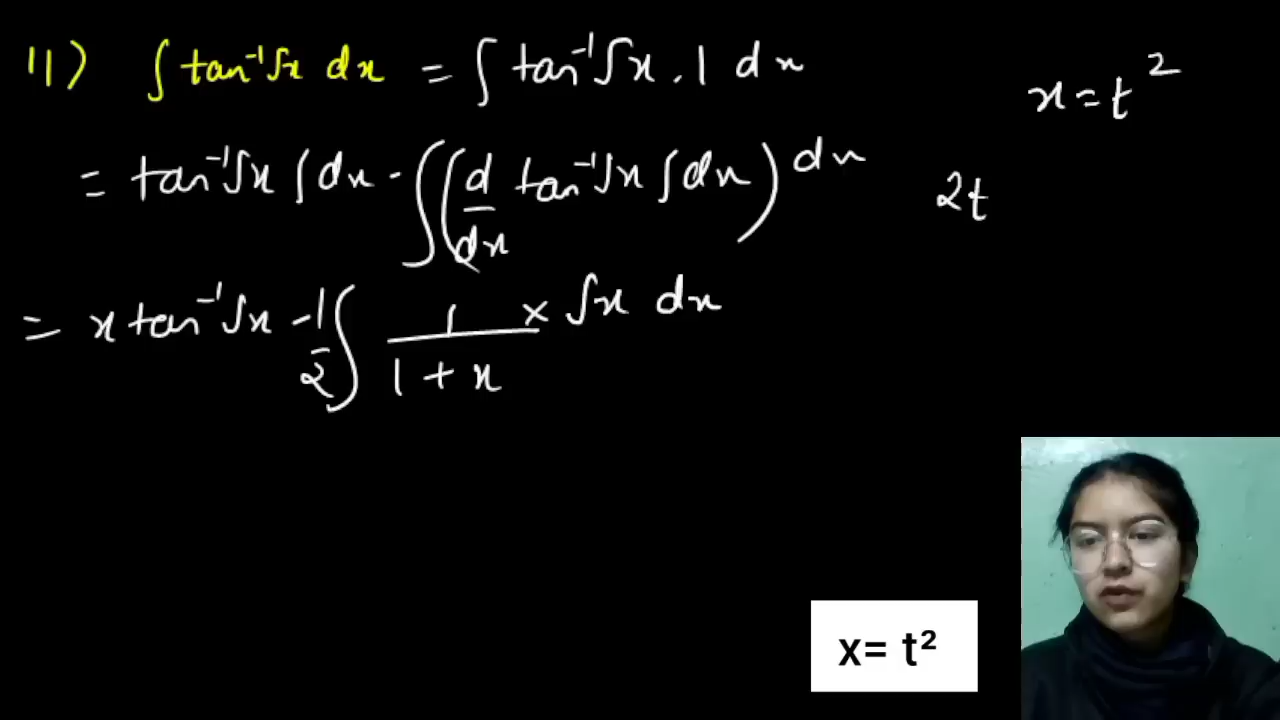 11) ∫ tan⁻¹√x dx = ∫ tan⁻¹√x . 1 dx
= tan⁻¹√x ∫ dx - ∫ ( d/dx tan⁻¹√x ∫ dx ) dx
= x tan⁻¹√x - 1/2 ∫ 1/(1 + x) × √x dx
x = t²
2t
x= t²